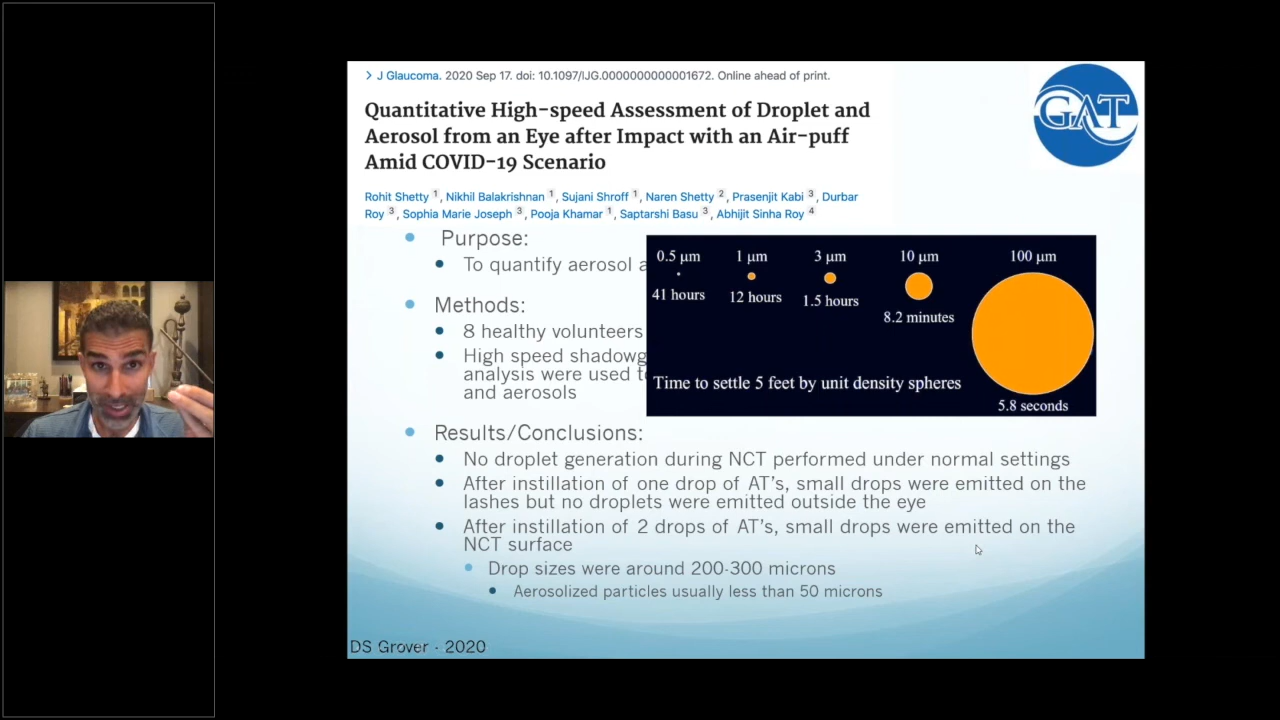 > J Glaucoma. 2020 Sep 17. doi: 10.1097/IJG.0000000000001672. Online ahead of print.
Quantitative High-speed Assessment of Droplet and
Aerosol from an Eye after Impact with an Air-puff
Amid COVID-19 Scenario
Rohit Shetty 1, Nikhil Balakrishnan 1, Sujani Shroff 1, Naren Shetty 2, Prasenjit Kabi 3, Durbar
Roy 3, Sophia Marie Joseph 3, Pooja Khamar 1, Saptarshi Basu 3, Abhijit Sinha Roy 4
GAT
• Purpose:
• To quantify aerosol a
• Methods:
• 8 healthy volunteers
• High speed shadowg
analysis were used t
and aerosols
0.5 μm 1 μm 3 μm 10 μm 100 μm
41 hours 12 hours 1.5 hours 8.2 minutes
Time to settle 5 feet by unit density spheres
5.8 seconds
• Results/Conclusions:
• No droplet generation during NCT performed under normal settings
• After instillation of one drop of AT's, small drops were emitted on the
lashes but no droplets were emitted outside the eye
• After instillation of 2 drops of AT's, small drops were emitted on the
NCT surface
• Drop sizes were around 200-300 microns
• Aerosolized particles usually less than 50 microns
DS Grover - 2020